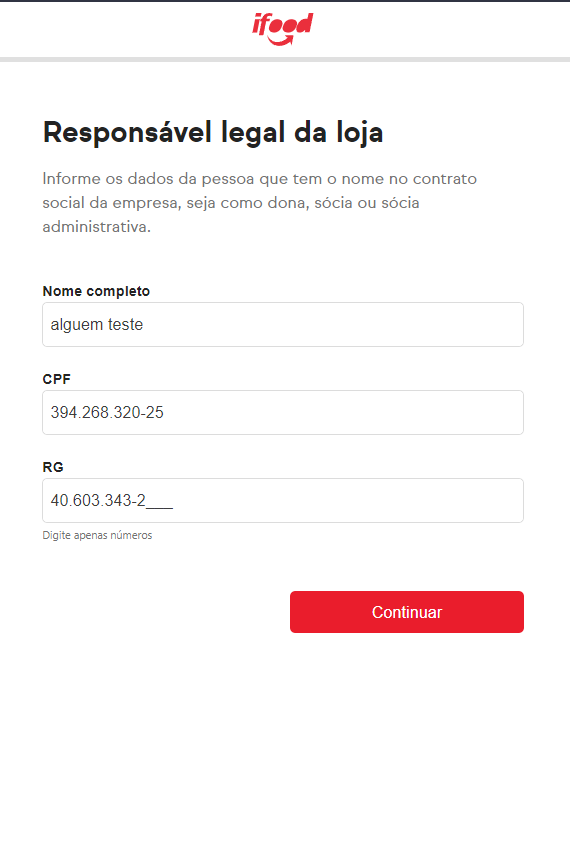 ifood
Responsável legal da loja
Informe os dados da pessoa que tem o nome no contrato
social da empresa, seja como dona, sócia ou sócia
administrativa.
Nome completo
alguem teste
CPF
394.268.320-25
RG
40.603.343-2___
Digite apenas números
Continuar